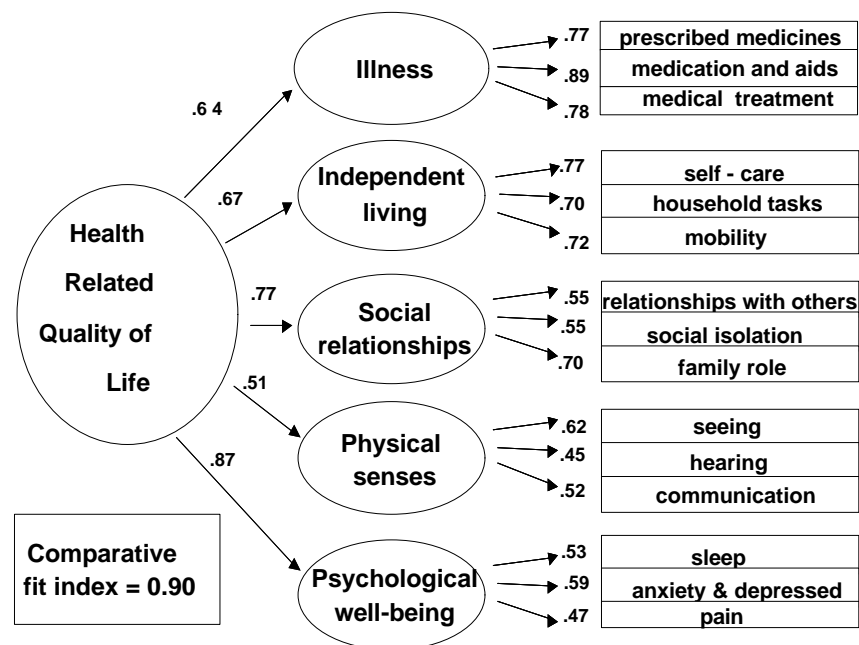 Illness
.77
prescribed medicines
.89
medication and aids
.78
medical treatment
.6 4
Independent
living
.77
self - care
.70
household tasks
.72
mobility
.67
Health
Related
Quality of
Life
.77
Social
relationships
.55
relationships with others
.55
social isolation
.70
family role
.51
Physical
senses
.62
seeing
.45
hearing
.52
communication
.87
Psychological
well-being
.53
sleep
.59
anxiety & depressed
.47
pain
Comparative
fit index = 0.90